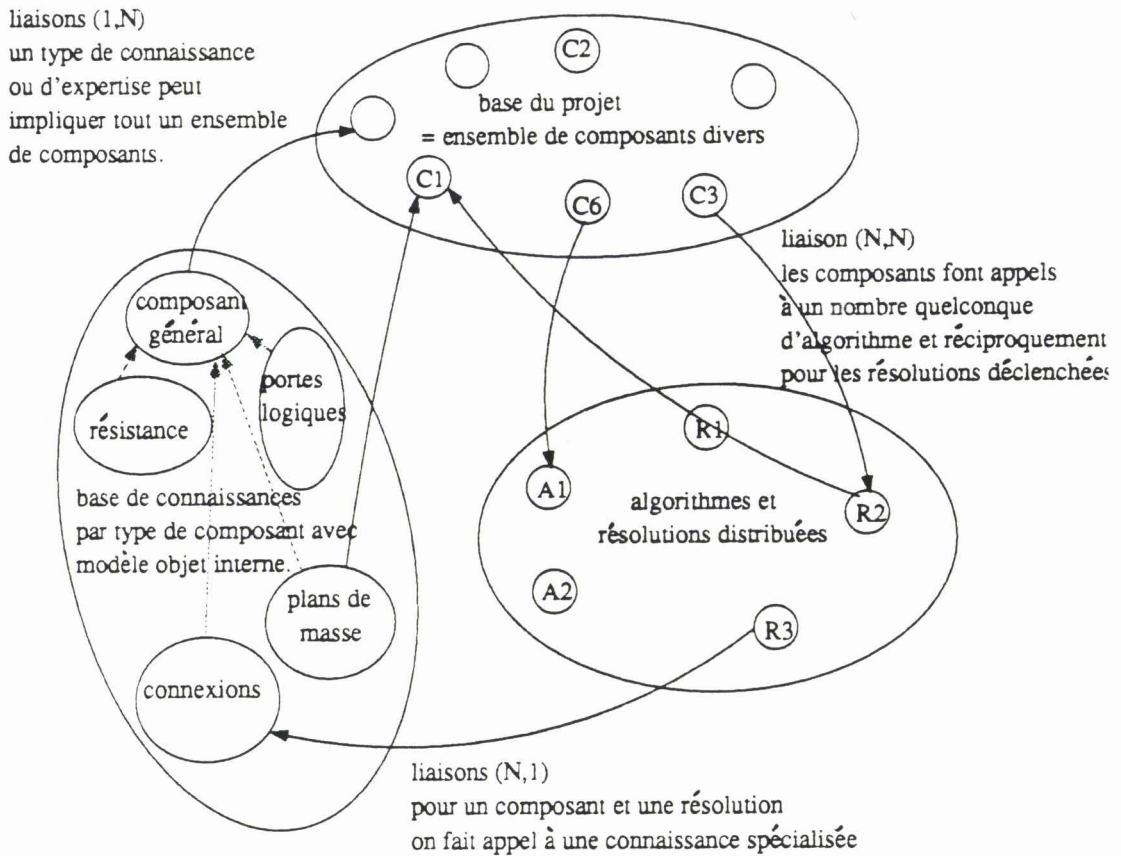 liaisons (1,N)
un type de connaissance
ou d'expertise peut
impliquer tout un ensemble
de composants.
C2
base du projet
= ensemble de composants divers
C1
C6
C3
liaison (N,N)
les composants font appels
à un nombre quelconque
d'algorithme et réciproquement
pour les résolutions déclenchées
composant
général
portes
logiques
résistance
base de connaissances
par type de composant avec
modèle objet interne.
plans de
masse
connexions
R1
A1
algorithmes et
résolutions distribuées
R2
A2
R3
liaisons (N,1)
pour un composant et une résolution
on fait appel à une connaissance spécialisée